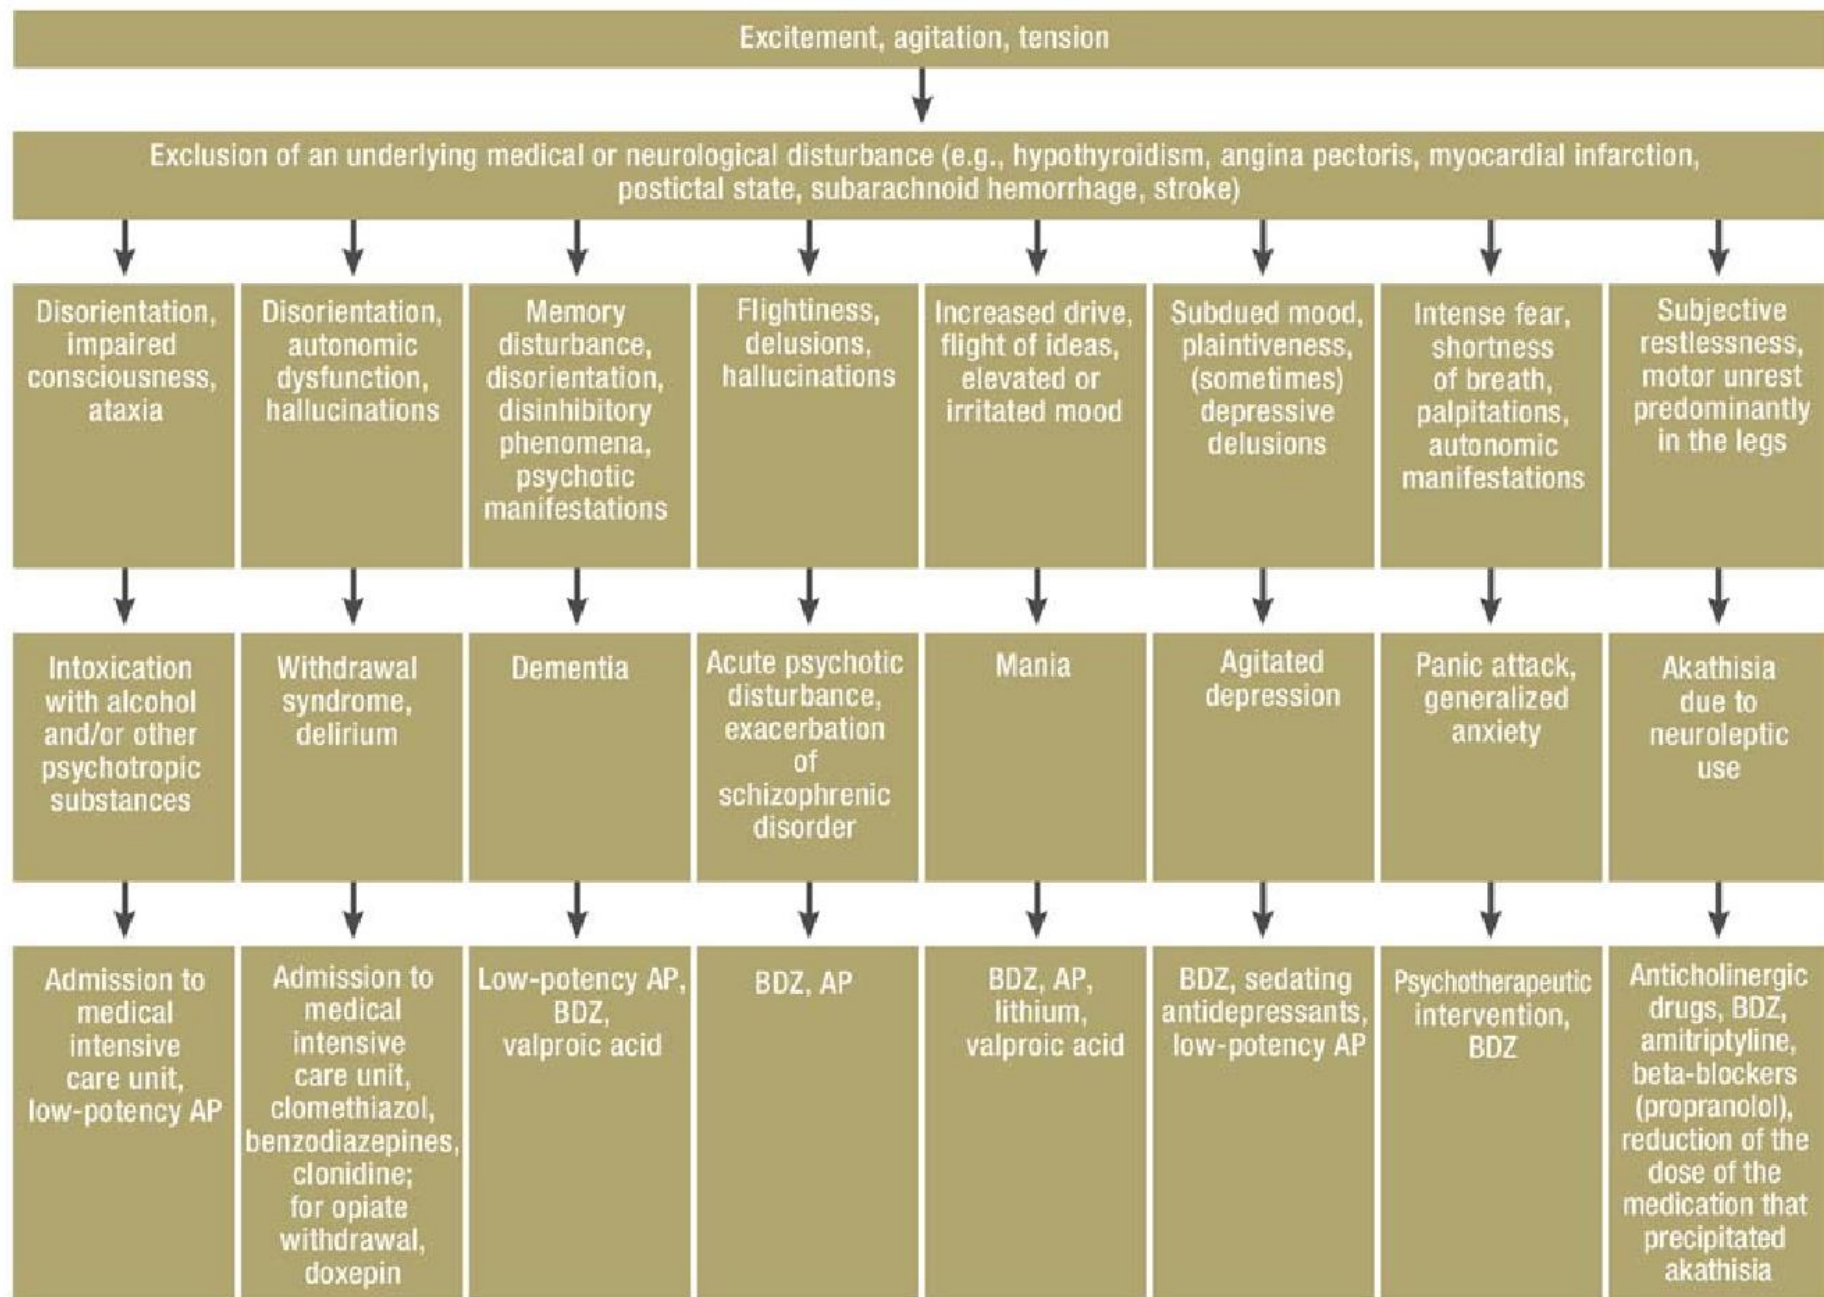 Excitement, agitation, tension
Exclusion of an underlying medical or neurological disturbance (e.g., hypothyroidism, angina pectoris, myocardial infarction,
postictal state, subarachnoid hemorrhage, stroke)
Disorientation,
impaired
consciousness,
ataxia
Disorientation,
autonomic
dysfunction,
hallucinations
Memory
disturbance,
disorientation,
disinhibitory
phenomena,
psychotic
manifestations
Flightiness,
delusions,
hallucinations
Increased drive,
flight of ideas,
elevated or
irritated mood
Subdued mood,
plaintiveness,
(sometimes)
depressive
delusions
Intense fear,
shortness
of breath,
palpitations,
autonomic
manifestations
Subjective
restlessness,
motor unrest
predominantly
in the legs
Intoxication
with alcohol
and/or other
psychotropic
substances
Withdrawal
syndrome,
delirium
Dementia
Acute psychotic
disturbance,
exacerbation
of
schizophrenic
disorder
Mania
Agitated
depression
Panic attack,
generalized
anxiety
Akathisia
due to
neuroleptic
use
Admission to
medical
intensive
care unit,
low-potency AP
Admission to
medical
intensive
care unit,
clomethiazol,
benzodiazepines,
clonidine;
for opiate
withdrawal,
doxepin
Low-potency AP,
BDZ,
valproic acid
BDZ, AP
BDZ, AP,
lithium,
valproic acid
BDZ, sedating
antidepressants,
low-potency AP
Psychotherapeutic
intervention,
BDZ
Anticholinergic
drugs, BDZ,
amitriptyline,
beta-blockers
(propranolol),
reduction of the
dose of the
medication that
precipitated
akathisia